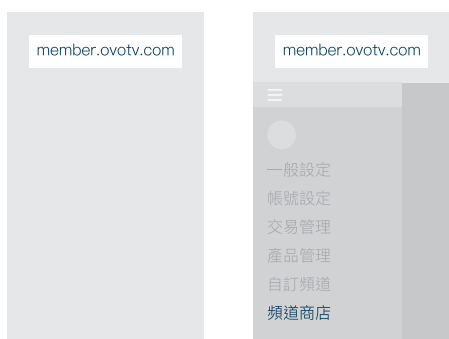 member.ovotv.com
member.ovotv.com
一般設定
帳號設定
交易管理
產品管理
自訂頻道
頻道商店